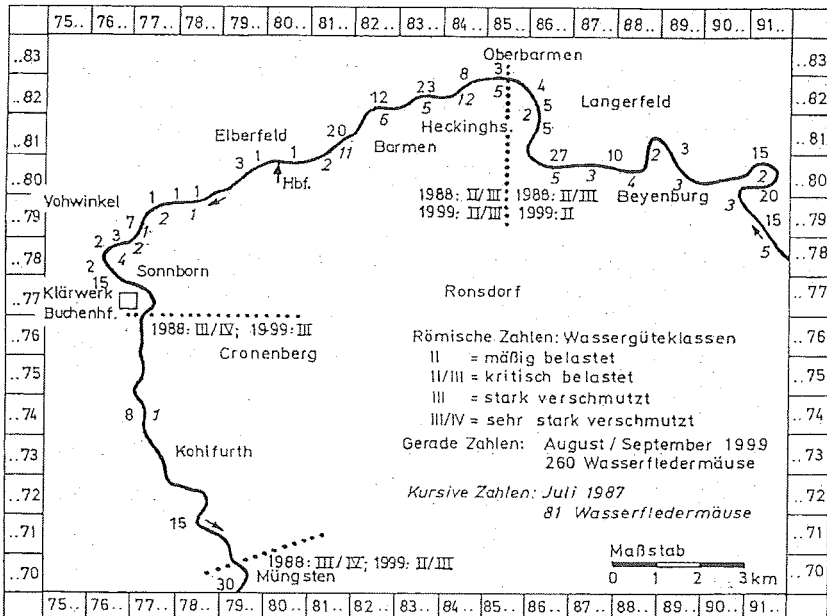 75.. 76.. 77.. 78.. 79.. 80.. 81.. 82.. 83.. 84.. 85.. 86.. 87.. 88.. 89.. 90.. 91..
..83 ..83
..82 ..82
..81 ..81
..80 ..80
..79 ..79
..78 ..78
..77 ..77
..76 ..76
..75 ..75
..74 ..74
..73 ..73
..72 ..72
..71 ..71
..70 ..70
Oberbarmen
8 3 4
23 12 5 5
12 5 2 5
6 Langerfeld
Heckinghs.
Elberfeld 20 Barmen
3 1 1 2 11
Hbf.
27 10 2 3 15
5 3 4 3 2
Beyenburg 20
3 15
5
1988: II/III 1988: II/III
1999: II/III 1999: II
Vohwinkel 1 1 1
7 1 2 1
2 3 2
2 4
15 Sonnborn
Klärwerk
Buchenhf.
1988: III/IV; 1999: III
Cronenberg
Ronsdorf
8 1
Kohlfurth
15
1988: III/IV; 1999: II/III
30 Müngsten
Römische Zahlen: Wassergüteklassen
II = mäßig belastet
II/III = kritisch belastet
III = stark verschmutzt
III/IV = sehr stark verschmutzt
Gerade Zahlen: August / September 1999
260 Wasserfledermäuse
Kursive Zahlen: Juli 1987
81 Wasserfledermäuse
Maßstab
0 1 2 3 km
75.. 76.. 77.. 78.. 79.. 80.. 81.. 82.. 83.. 84.. 85.. 86.. 87.. 88.. 89.. 90.. 91..